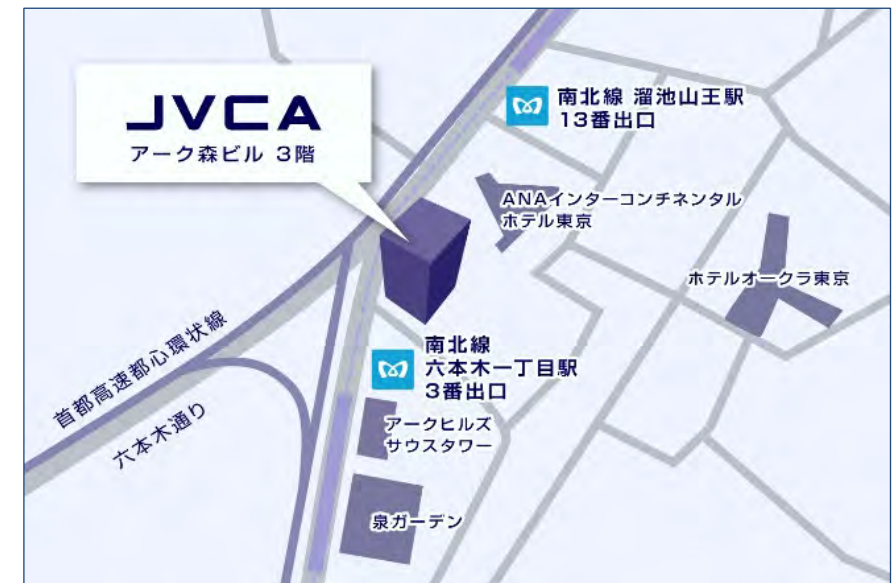 JVCA
アーク森ビル 3階
南北線 溜池山王駅
13番出口
ANAインターコンチネンタル
ホテル東京
ホテルオークラ東京
首都高速都心環状線
六本木通り
南北線
六本木一丁目駅
3番出口
アークヒルズ
サウスタワー
泉ガーデン